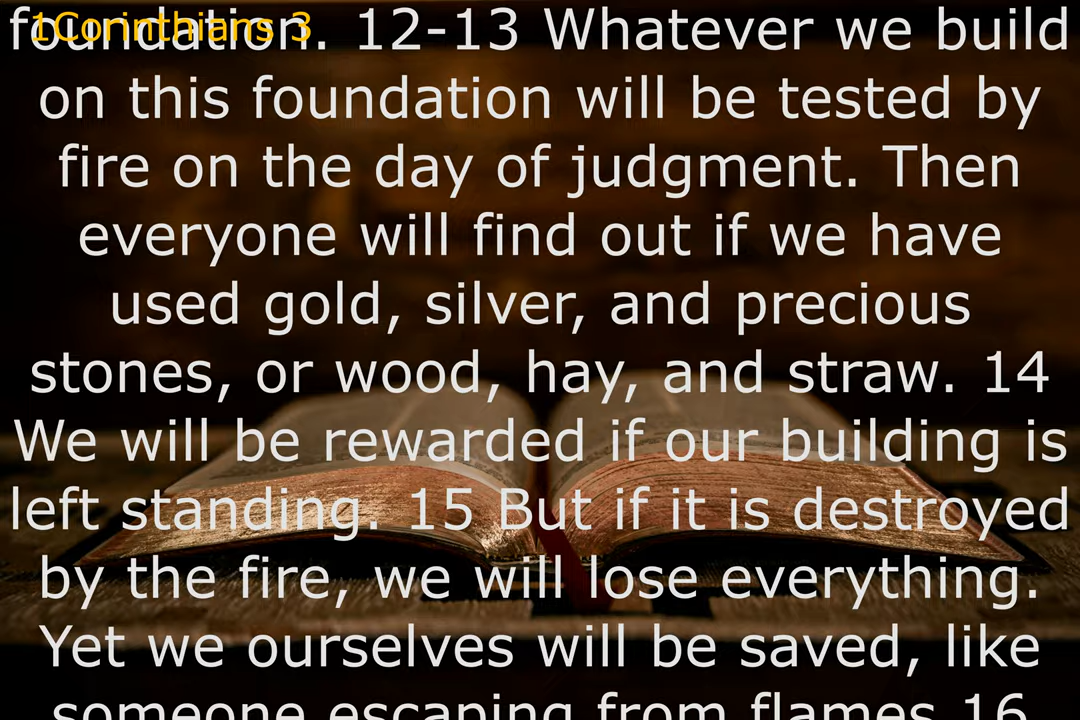 1Corinthians 3
foundation. 12-13 Whatever we build
on this foundation will be tested by
fire on the day of judgment. Then
everyone will find out if we have
used gold, silver, and precious
stones, or wood, hay, and straw. 14
We will be rewarded if our building is
left standing. 15 But if it is destroyed
by the fire, we will lose everything.
Yet we ourselves will be saved, like
someone escaping from flames 16